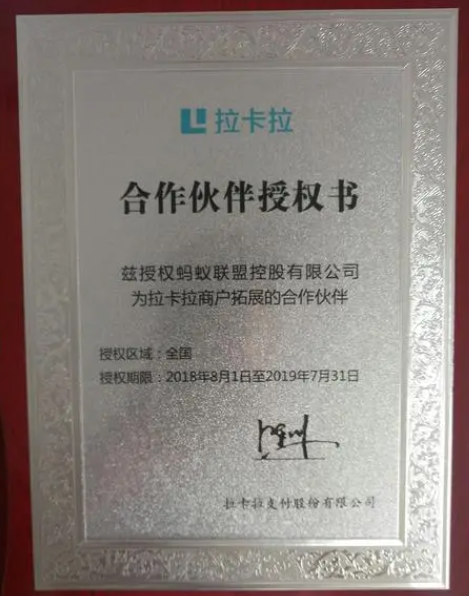 拉卡拉
合作伙伴授权书
兹授权蚂蚁联盟控股有限公司
为拉卡拉商户拓展的合作伙伴
授权区域：全国
授权期限：2018年8月1日至2019年7月31日
拉卡拉支付股份有限公司